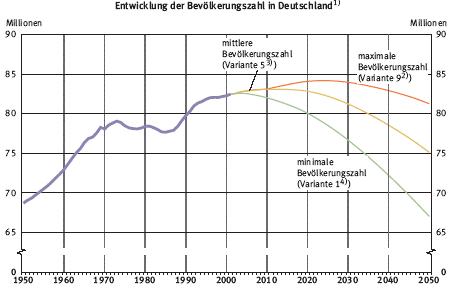 Entwicklung der Bevölkerungszahl in Deutschland1)
Millionen
Millionen
90
90
mittlere
Bevölkerungszahl
(Variante 53))
maximale
Bevölkerungszahl
(Variante 92))
85
85
80
80
75
75
minimale
Bevölkerungszahl
(Variante 14))
70
70
65
65
0
0
1950 1960 1970 1980 1990 2000 2010 2020 2030 2040 2050